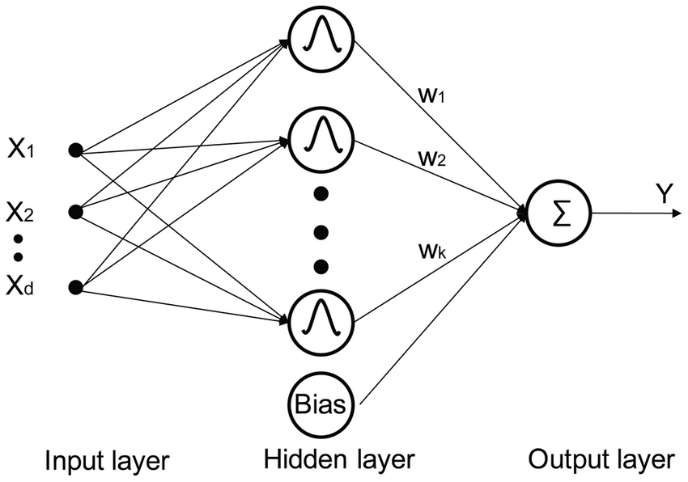 X1
X2
Xd
w1
w2
wk
Bias
Σ
Y
Input layer
Hidden layer
Output layer